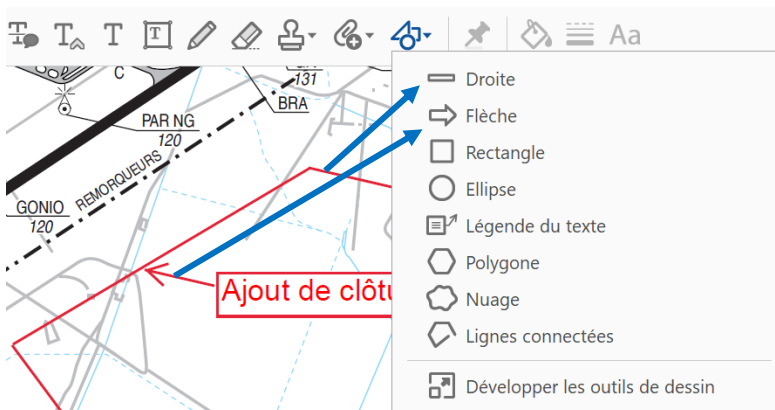 T T T Aa
C
131
BRA
PAR NG
120
REMORQUEURS
GONIO
120
Ajout de clôtu
Droite
Flèche
Rectangle
Ellipse
Légende du texte
Polygone
Nuage
Lignes connectées
Développer les outils de dessin